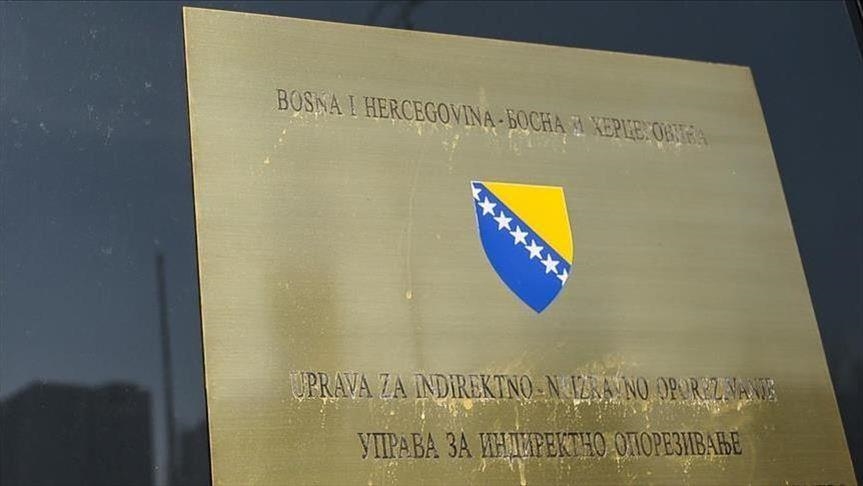 BOSNA I HERCEGOVINA - БОСНА И ХЕРЦЕГОВИНА
UPRAVA ZA INDIREKTNO - NEIZRAVNO OPOREZIVANJE
УПРАВА ЗА ИНДИРЕКТНО ОПОРЕЗИВАЊЕ